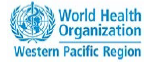 World Health
Organization
Western Pacific Region